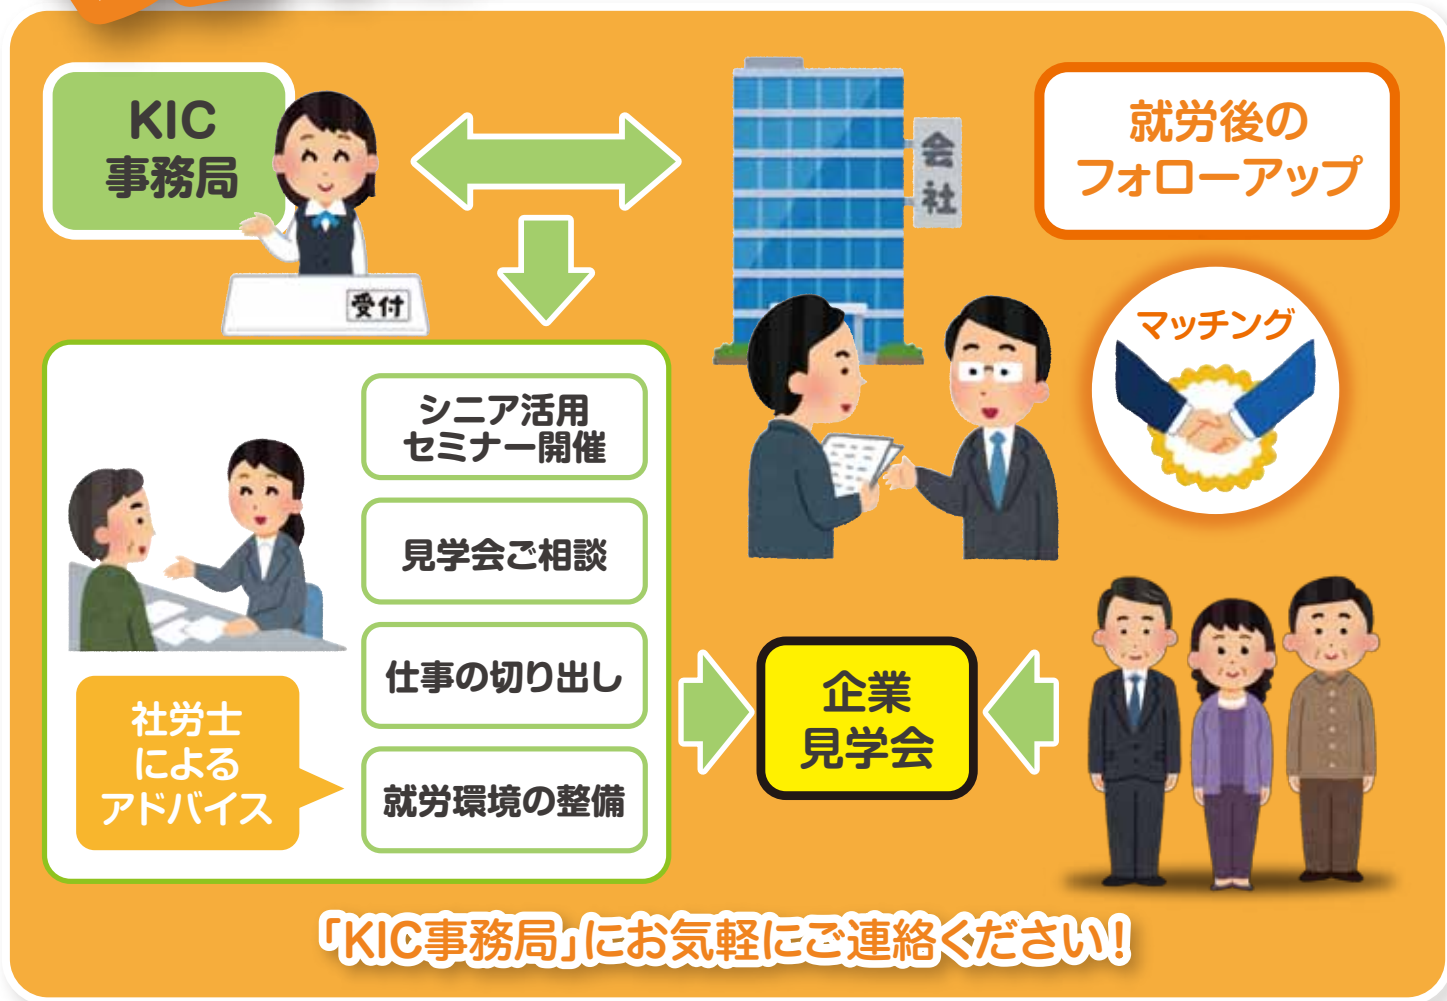 KIC
事務局
受付
会
社
就労後の
フォローアップ
マッチング
シニア活用
セミナー開催
見学会ご相談
仕事の切り出し
就労環境の整備
社労士
による
アドバイス
企業
見学会
「KIC事務局」にお気軽にご連絡ください！